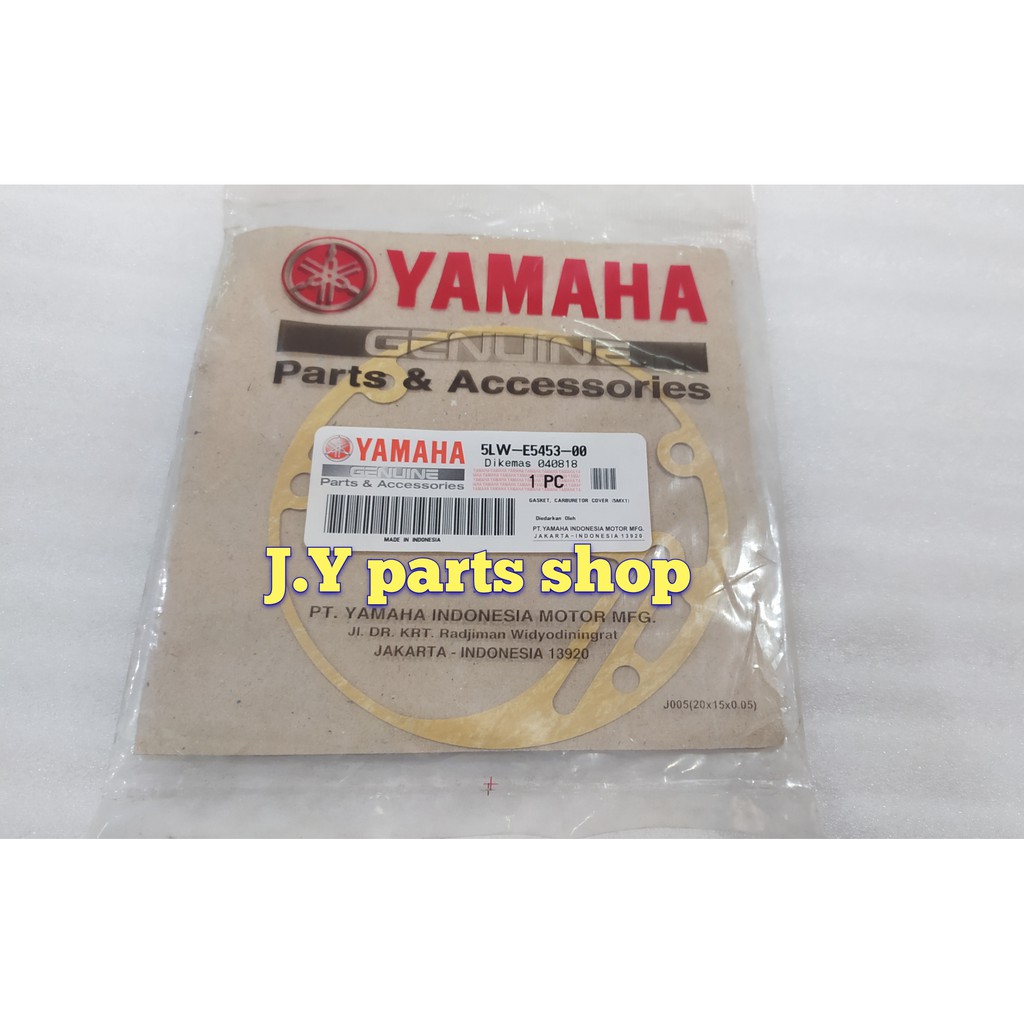 YAMAHA
GENUINE
Parts & Accessories
YAMAHA
GENUINE
Parts & Accessories
5LW-E5453-00
Dikemas 040818
1 PC
GASKET, CARBURETOR COVER
Diedarkan Oleh
PT. YAMAHA INDONESIA MOTOR MFG.
JAKARTA - INDONESIA 13920
MADE IN INDONESIA
J.Y parts shop
PT. YAMAHA INDONESIA MOTOR MFG.
Jl. DR. KRT. Radjiman Widyodiningrat
JAKARTA - INDONESIA 13920
J005(20x15x0.05)